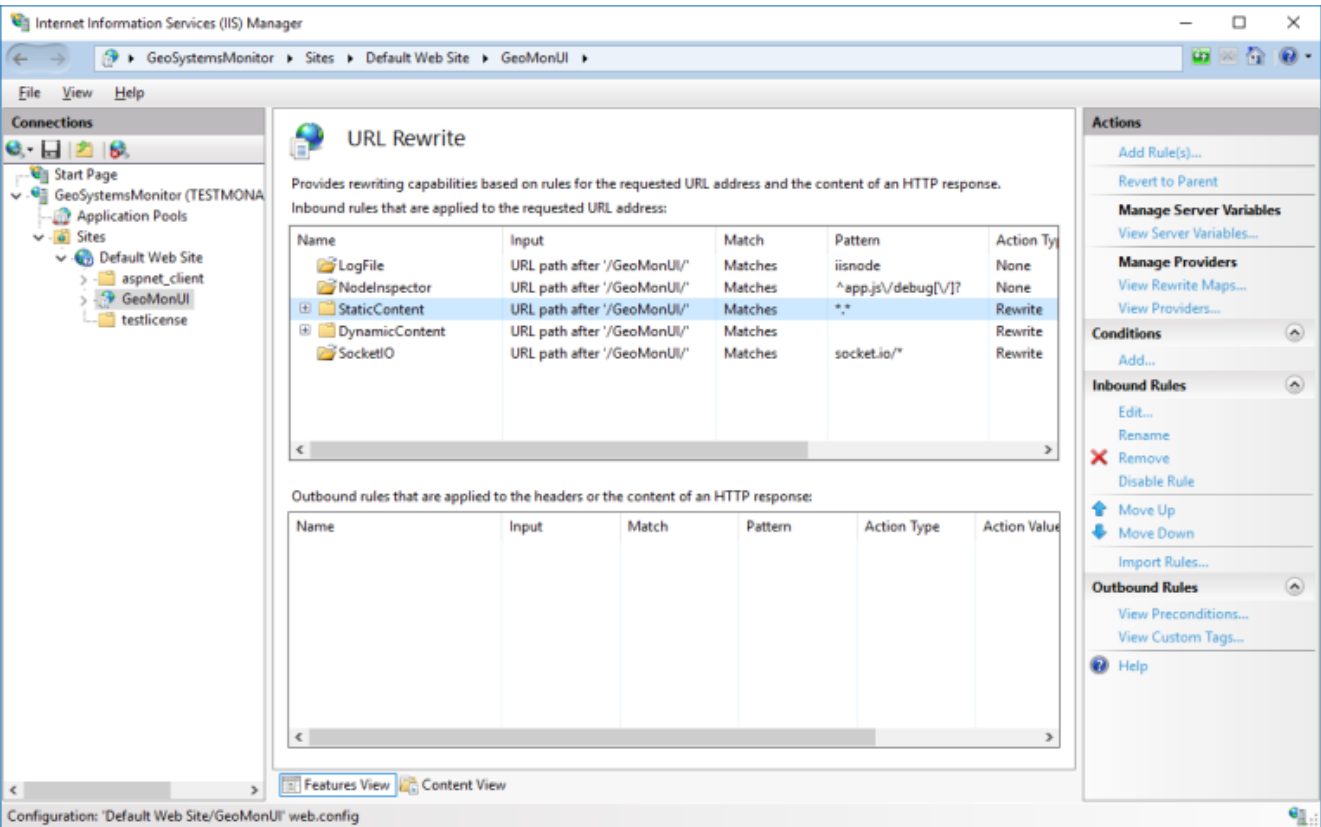 Internet Information Services (IIS) Manager
GeoSystemsMonitor Sites Default Web Site GeoMonUI
File View Help
Connections
Start Page
GeoSystemsMonitor (TESTMONA
Application Pools
Sites
Default Web Site
aspnet_client
GeoMonUI
testlicense
URL Rewrite
Provides rewriting capabilities based on rules for the requested URL address and the content of an HTTP response.
Inbound rules that are applied to the requested URL address:
Name Input Match Pattern Action Typ
LogFile URL path after '/GeoMonUI/' Matches iisnode None
NodeInspector URL path after '/GeoMonUI/' Matches ^app.js\/debug[\/]? None
StaticContent URL path after '/GeoMonUI/' Matches *.* Rewrite
DynamicContent URL path after '/GeoMonUI/' Matches Rewrite
SocketIO URL path after '/GeoMonUI/' Matches socket.io/* Rewrite
Outbound rules that are applied to the headers or the content of an HTTP response:
Name Input Match Pattern Action Type Action Value
Features View Content View
Actions
Add Rule(s)...
Revert to Parent
Manage Server Variables
View Server Variables...
Manage Providers
View Rewrite Maps...
View Providers...
Conditions
Add...
Inbound Rules
Edit...
Rename
Remove
Disable Rule
Move Up
Move Down
Import Rules...
Outbound Rules
View Preconditions...
View Custom Tags...
Help
Configuration: 'Default Web Site/GeoMonUI' web.config